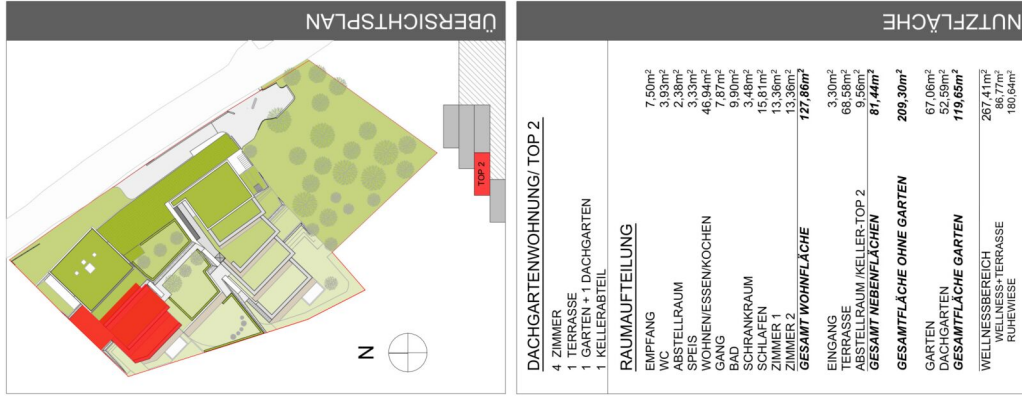 ÜBERSICHTSPLAN
TOP 2
N
NUTZFLÄCHE
DACHGARTENWOHNUNG/ TOP 2
4 ZIMMER
1 TERRASSE
1 GARTEN + 1 DACHGARTEN
1 KELLERABTEIL
RAUMAUFTEILUNG
EMPFANG 7,50m²
WC 3,93m²
ABSTELLRAUM 2,38m²
SPEIS 3,33m²
WOHNEN/ESSEN/KOCHEN 46,94m²
GANG 7,87m²
BAD 9,90m²
SCHRANKRAUM 3,48m²
SCHLAFEN 15,81m²
ZIMMER 1 13,36m²
ZIMMER 2 13,36m²
GESAMT WOHNFLÄCHE 127,86m²
EINGANG 3,30m²
TERRASSE 68,58m²
ABSTELLRAUM /KELLER-TOP 2 9,56m²
GESAMT NEBENFLÄCHEN 81,44m²
GESAMTFLÄCHE OHNE GARTEN 209,30m²
GARTEN 67,06m²
DACHGARTEN 52,59m²
GESAMTFLÄCHE GARTEN 119,65m²
WELLNESSBEREICH 267,41m²
WELLNESS+TERRASSE 86,77m²
RUHEWIESE 180,64m²